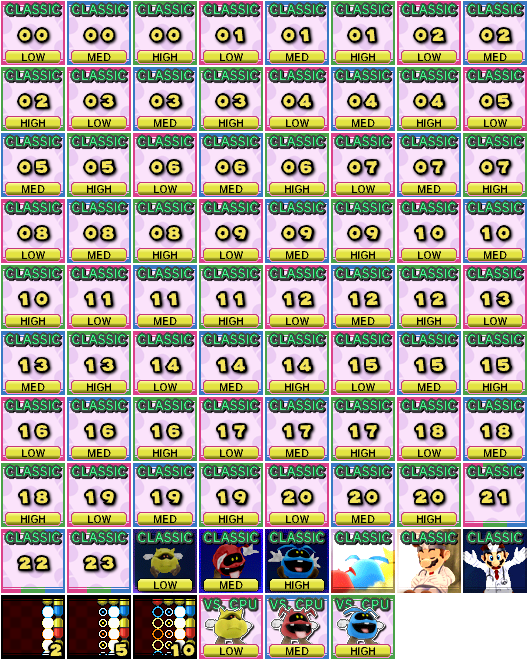 CLASSIC CLASSIC CLASSIC CLASSIC CLASSIC CLASSIC CLASSIC CLASSIC
00 00 00 01 01 01 02 02
LOW MED HIGH LOW MED HIGH LOW MED
CLASSIC CLASSIC CLASSIC CLASSIC CLASSIC CLASSIC CLASSIC CLASSIC
02 03 03 03 04 04 04 05
HIGH LOW MED HIGH LOW MED HIGH LOW
CLASSIC CLASSIC CLASSIC CLASSIC CLASSIC CLASSIC CLASSIC CLASSIC
05 05 06 06 06 07 07 07
MED HIGH LOW MED HIGH LOW MED HIGH
CLASSIC CLASSIC CLASSIC CLASSIC CLASSIC CLASSIC CLASSIC CLASSIC
08 08 08 09 09 09 10 10
LOW MED HIGH LOW MED HIGH LOW MED
CLASSIC CLASSIC CLASSIC CLASSIC CLASSIC CLASSIC CLASSIC CLASSIC
10 11 11 11 12 12 12 13
HIGH LOW MED HIGH LOW MED HIGH LOW
CLASSIC CLASSIC CLASSIC CLASSIC CLASSIC CLASSIC CLASSIC CLASSIC
13 13 14 14 14 15 15 15
MED HIGH LOW MED HIGH LOW MED HIGH
CLASSIC CLASSIC CLASSIC CLASSIC CLASSIC CLASSIC CLASSIC CLASSIC
16 16 16 17 17 17 18 18
LOW MED HIGH LOW MED HIGH LOW MED
CLASSIC CLASSIC CLASSIC CLASSIC CLASSIC CLASSIC CLASSIC CLASSIC
18 19 19 19 20 20 20 21
HIGH LOW MED HIGH LOW MED HIGH
CLASSIC CLASSIC CLASSIC CLASSIC CLASSIC CLASSIC CLASSIC CLASSIC
22 23
LOW MED HIGH
VS. CPU VS. CPU VS. CPU
2 5 10 LOW MED HIGH